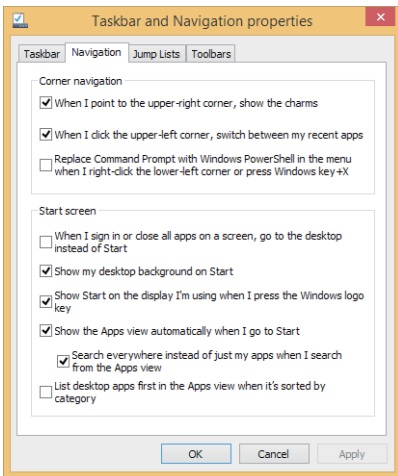 Taskbar and Navigation properties
Taskbar Navigation Jump Lists Toolbars
Corner navigation
When I point to the upper-right corner, show the charms
When I click the upper-left corner, switch between my recent apps
Replace Command Prompt with Windows PowerShell in the menu
when I right-click the lower-left corner or press Windows key+X
Start screen
When I sign in or close all apps on a screen, go to the desktop
instead of Start
Show my desktop background on Start
Show Start on the display I'm using when I press the Windows logo
key
Show the Apps view automatically when I go to Start
Search everywhere instead of just my apps when I search
from the Apps view
List desktop apps first in the Apps view when it's sorted by
category
OK Cancel Apply